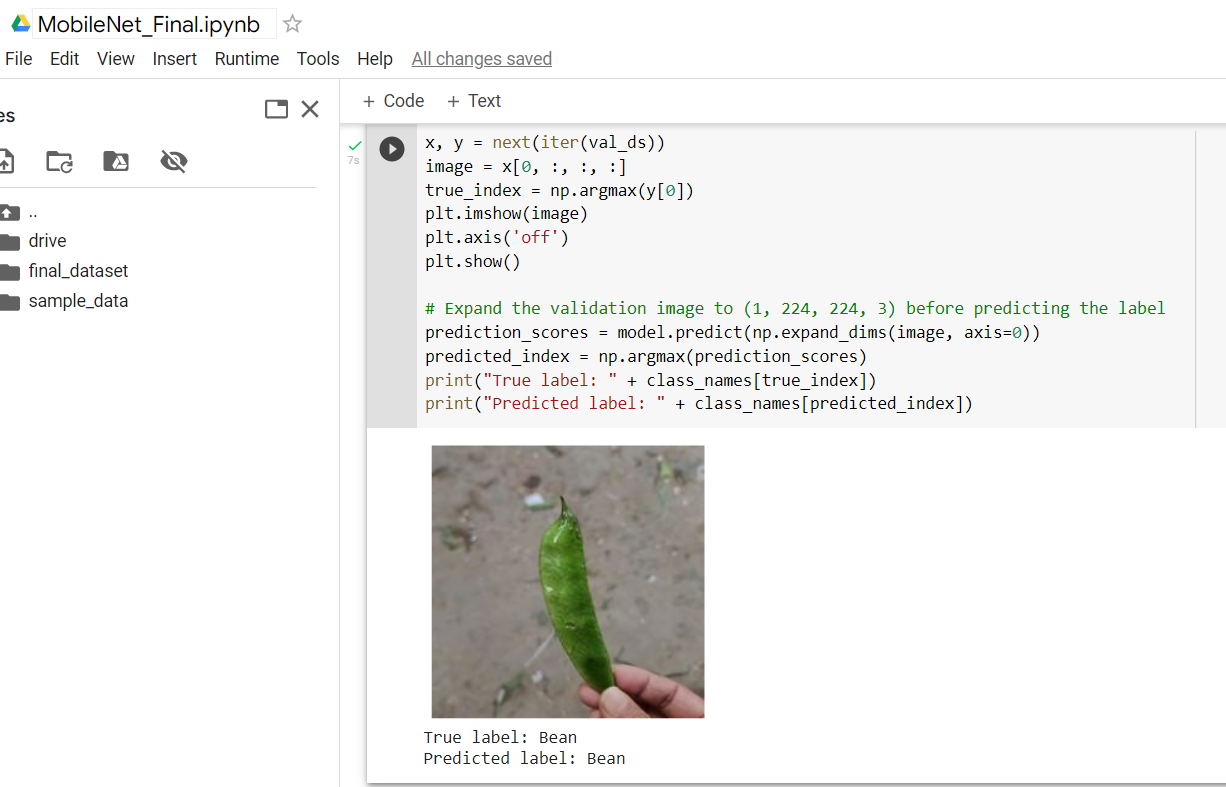 MobileNet_Final.ipynb
File Edit View Insert Runtime Tools Help All changes saved
es
+ Code + Text
..
drive
final_dataset
sample_data
7s
x, y = next(iter(val_ds))
image = x[0, :, :, :]
true_index = np.argmax(y[0])
plt.imshow(image)
plt.axis('off')
plt.show()
# Expand the validation image to (1, 224, 224, 3) before predicting the label
prediction_scores = model.predict(np.expand_dims(image, axis=0))
predicted_index = np.argmax(prediction_scores)
print("True label: " + class_names[true_index])
print("Predicted label: " + class_names[predicted_index])
True label: Bean
Predicted label: Bean